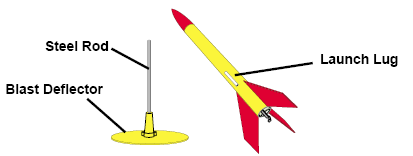 Steel Rod
Launch Lug
Blast Deflector